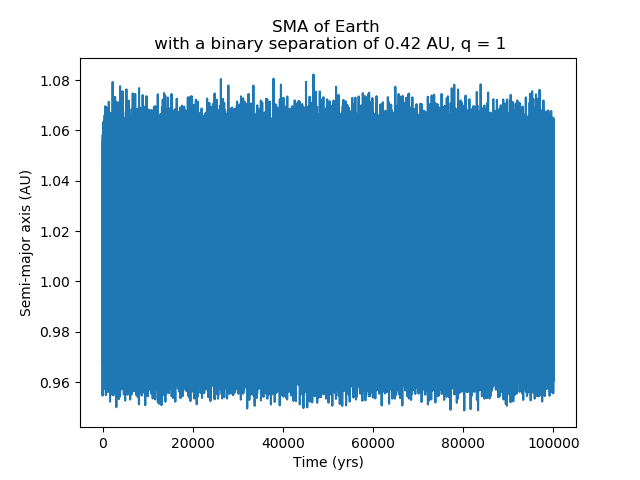 SMA of Earth
with a binary separation of 0.42 AU, q = 1
1.08
1.06
1.04
1.02
1.00
0.98
0.96
Semi-major axis (AU)
0 20000 40000 60000 80000 100000
Time (yrs)